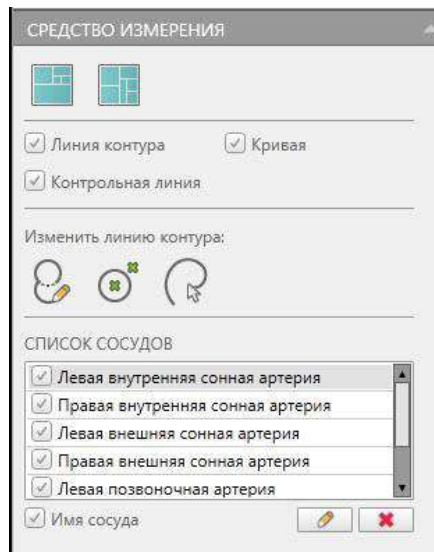 СРЕДСТВО ИЗМЕРЕНИЯ
Линия контура Кривая
Контрольная линия
Изменить линию контура:
СПИСОК СОСУДОВ
Левая внутренняя сонная артерия
Правая внутренняя сонная артерия
Левая внешняя сонная артерия
Правая внешняя сонная артерия
Левая позвоночная артерия
Имя сосуда